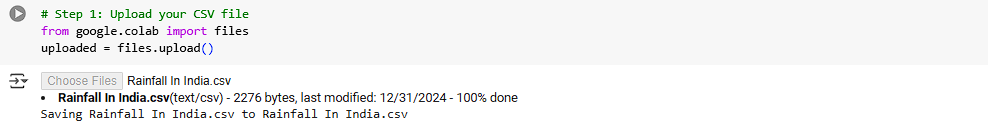 # Step 1: Upload your CSV file
from google.colab import files
uploaded = files.upload()
Choose Files Rainfall In India.csv
• Rainfall In India.csv(text/csv) - 2276 bytes, last modified: 12/31/2024 - 100% done
Saving Rainfall In India.csv to Rainfall In India.csv